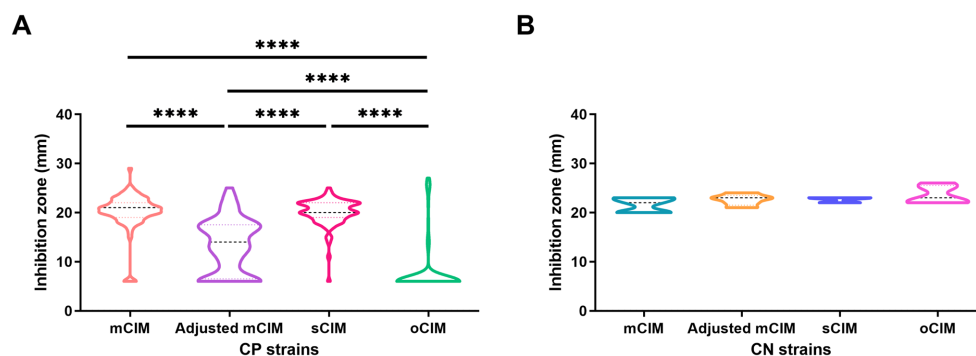 A
****
****
**** **** ****
Inhibition zone (mm)
40
30
20
10
0
mCIM Adjusted mCIM sCIM oCIM
CP strains
B
Inhibition zone (mm)
40
30
20
10
0
mCIM Adjusted mCIM sCIM oCIM
CN strains